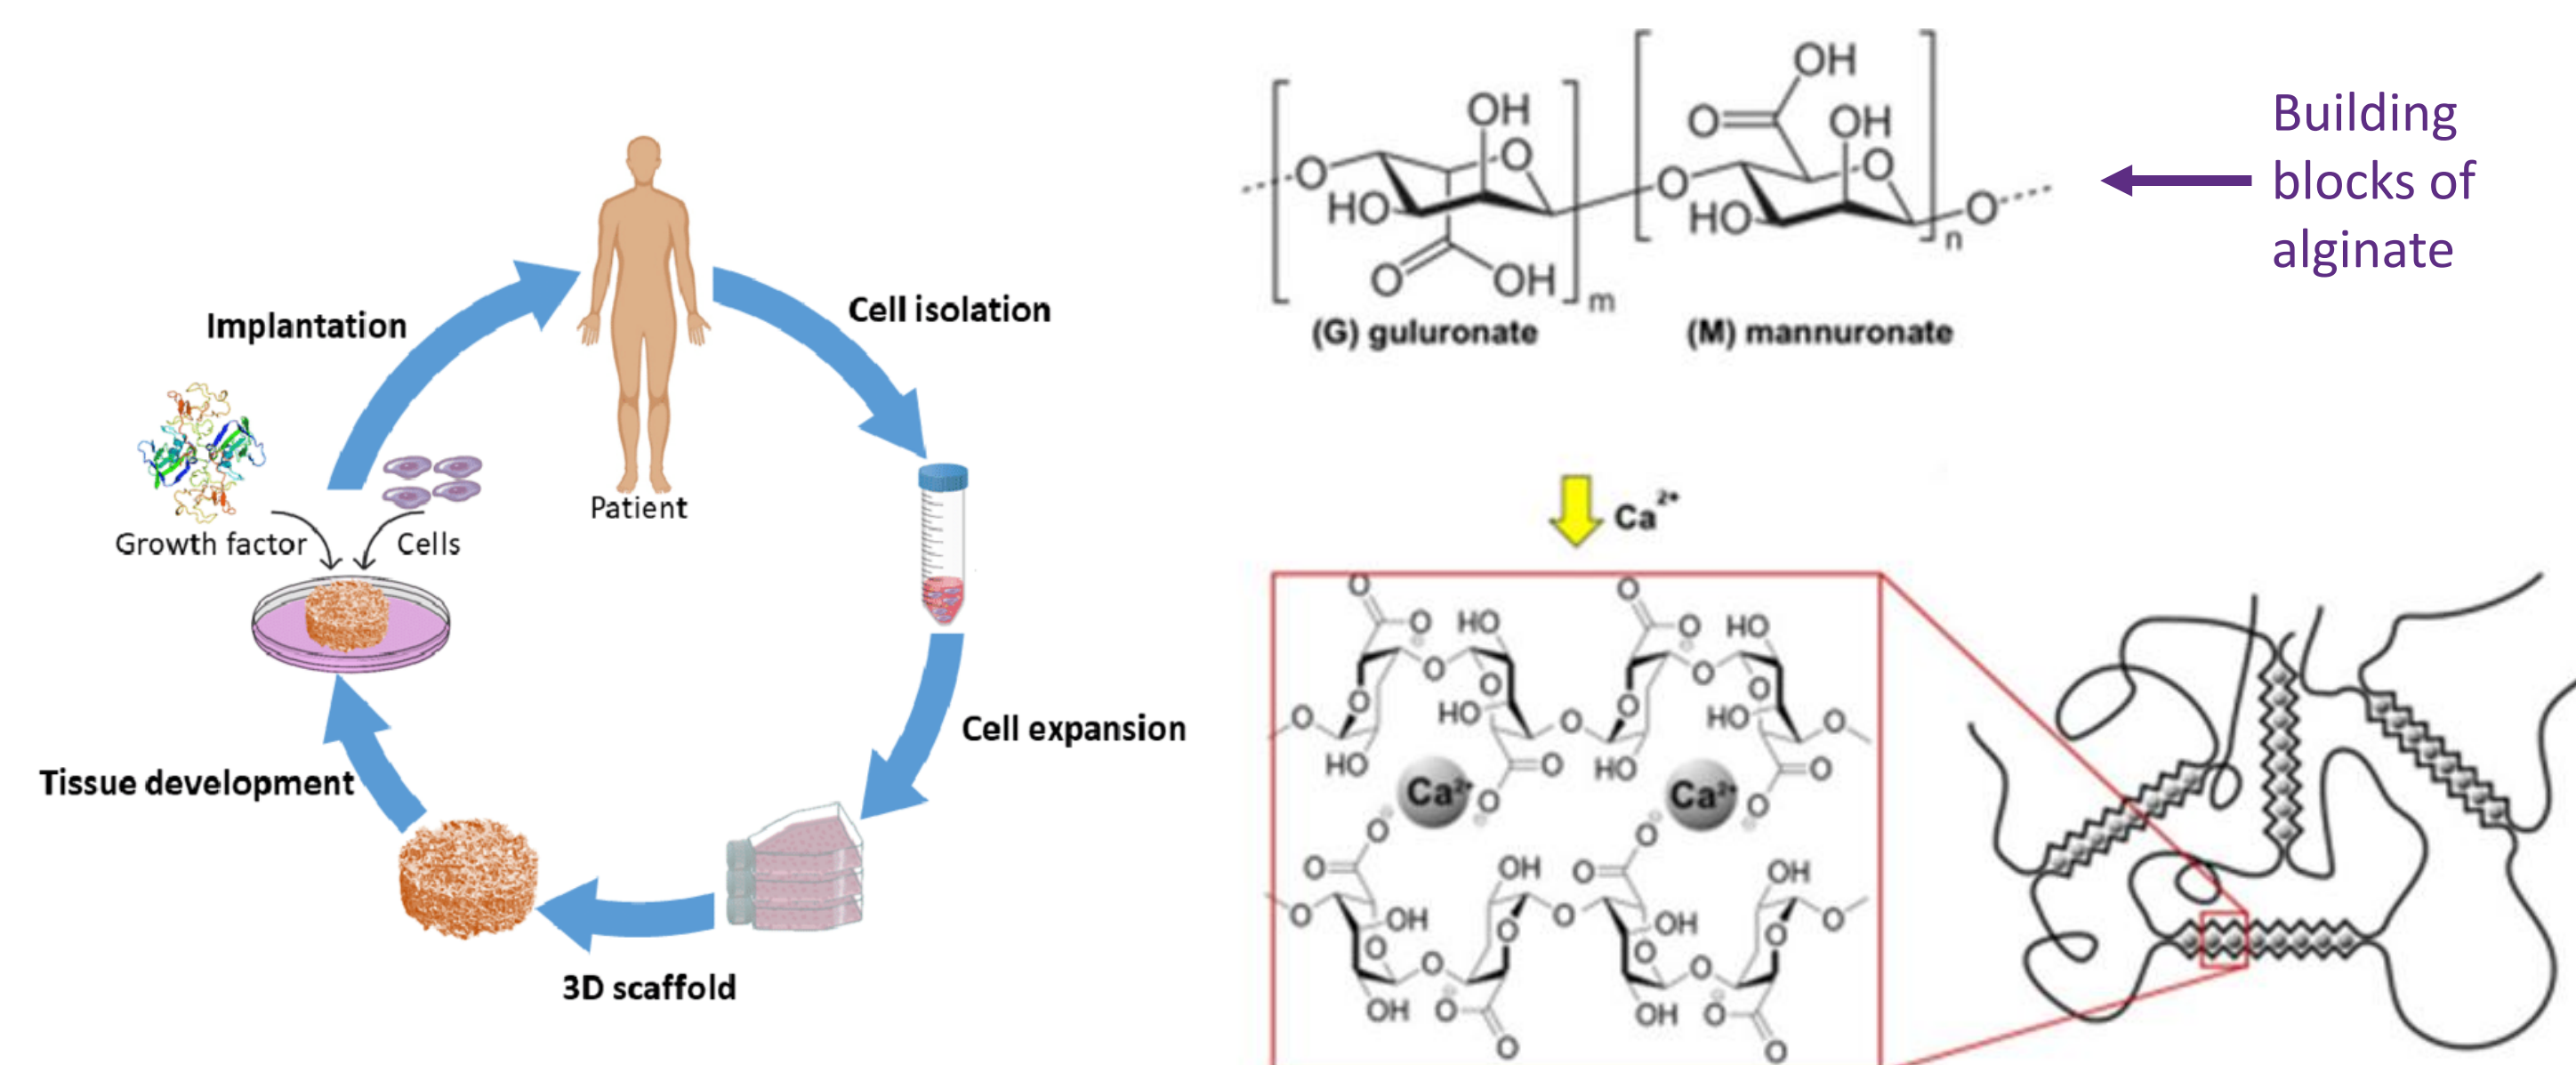 Implantation
Cell isolation
Patient
Growth factor
Cells
Cell expansion
Tissue development
3D scaffold
OH
O
OH
OH
O
OH
O
O
HO
O
HO
O
O
OH
m
n
(G) guluronate
(M) mannuronate
Building
blocks of
alginate
Ca2+
O
O
O
HO
O
HO
O
O
O
O
O
O
HO
HO
O
O
O
HO
O
HO
O
Ca2+
O
Ca2+
O
O
O
O
OH
O
OH
O
OH
O
OH
O
O
O
O
O
O
O
O
OH
O
OH
O
O
O